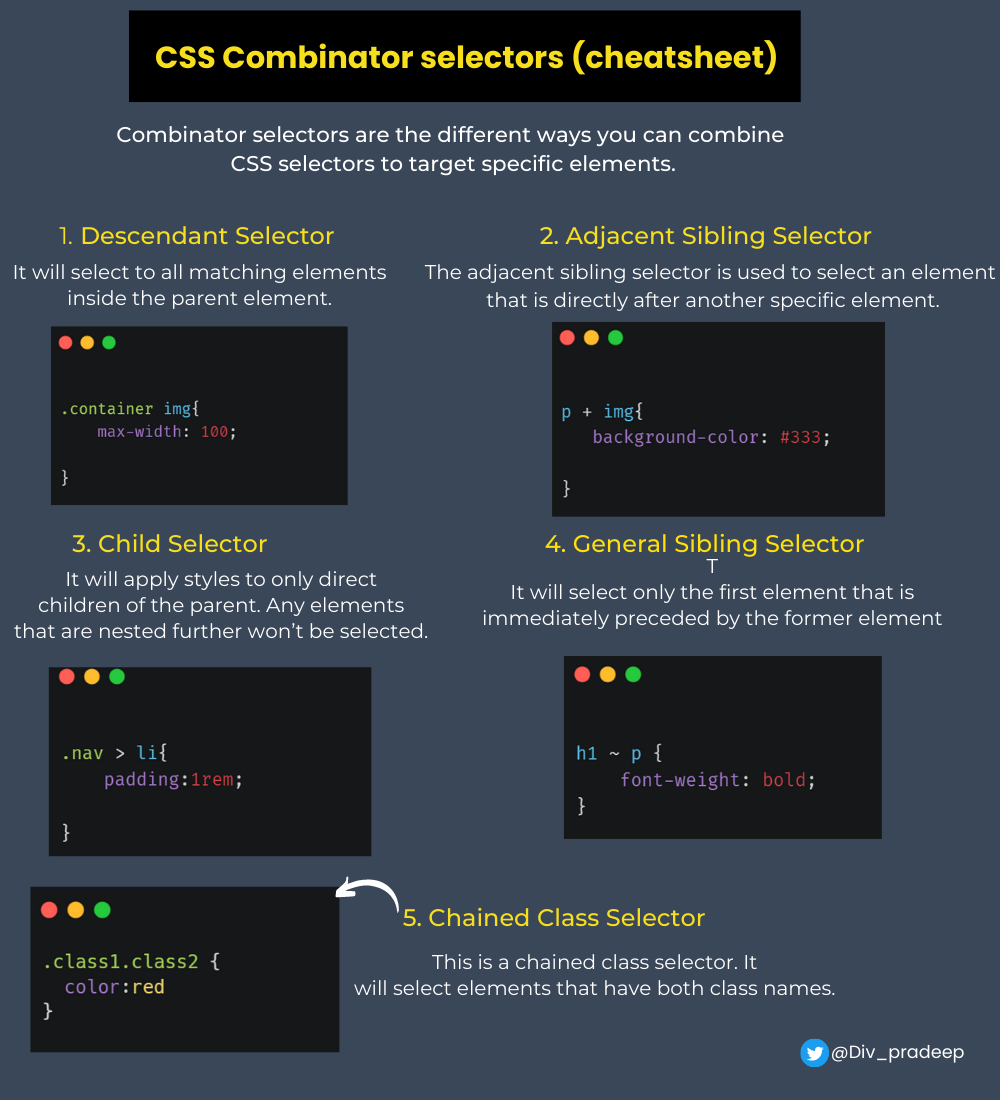 CSS Combinator selectors (cheatsheet)
Combinator selectors are the different ways you can combine
CSS selectors to target specific elements.
1. Descendant Selector
It will select to all matching elements
inside the parent element.
.container img{
max-width: 100;
}
2. Adjacent Sibling Selector
The adjacent sibling selector is used to select an element
that is directly after another specific element.
p + img{
background-color: #333;
}
3. Child Selector
It will apply styles to only direct
children of the parent. Any elements
that are nested further won't be selected.
.nav > li{
padding:1rem;
}
4. General Sibling Selector
T
It will select only the first element that is
immediately preceded by the former element
h1 ~ p {
font-weight: bold;
}
5. Chained Class Selector
This is a chained class selector. It
will select elements that have both class names.
.class1.class2 {
color:red
}
@Div_pradeep